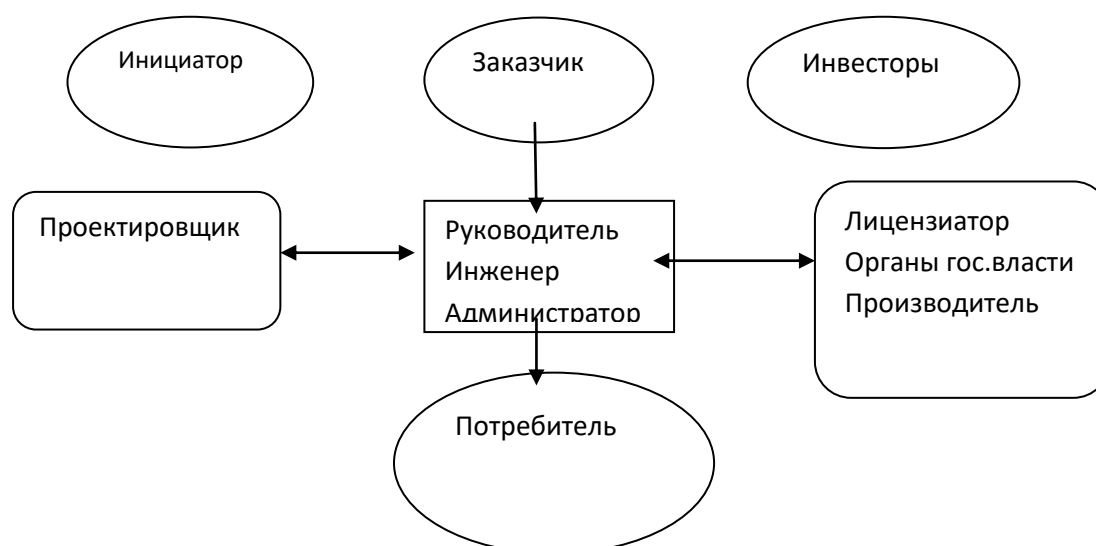 Инициатор
Заказчик
Инвесторы
Проектировщик
Руководитель
Инженер
Администратор
Лицензиатор
Органы гос.власти
Производитель
Потребитель